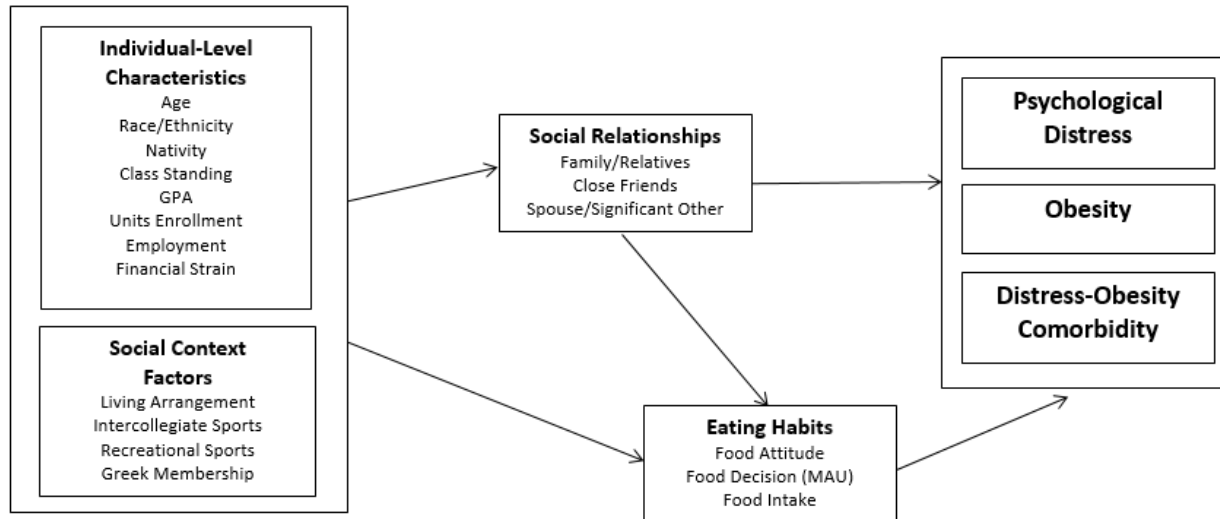 Individual-Level
Characteristics
Age
Race/Ethnicity
Nativity
Class Standing
GPA
Units Enrollment
Employment
Financial Strain
Social Context
Factors
Living Arrangement
Intercollegiate Sports
Recreational Sports
Greek Membership
Social Relationships
Family/Relatives
Close Friends
Spouse/Significant Other
Eating Habits
Food Attitude
Food Decision (MAU)
Food Intake
Psychological
Distress
Obesity
Distress-Obesity
Comorbidity